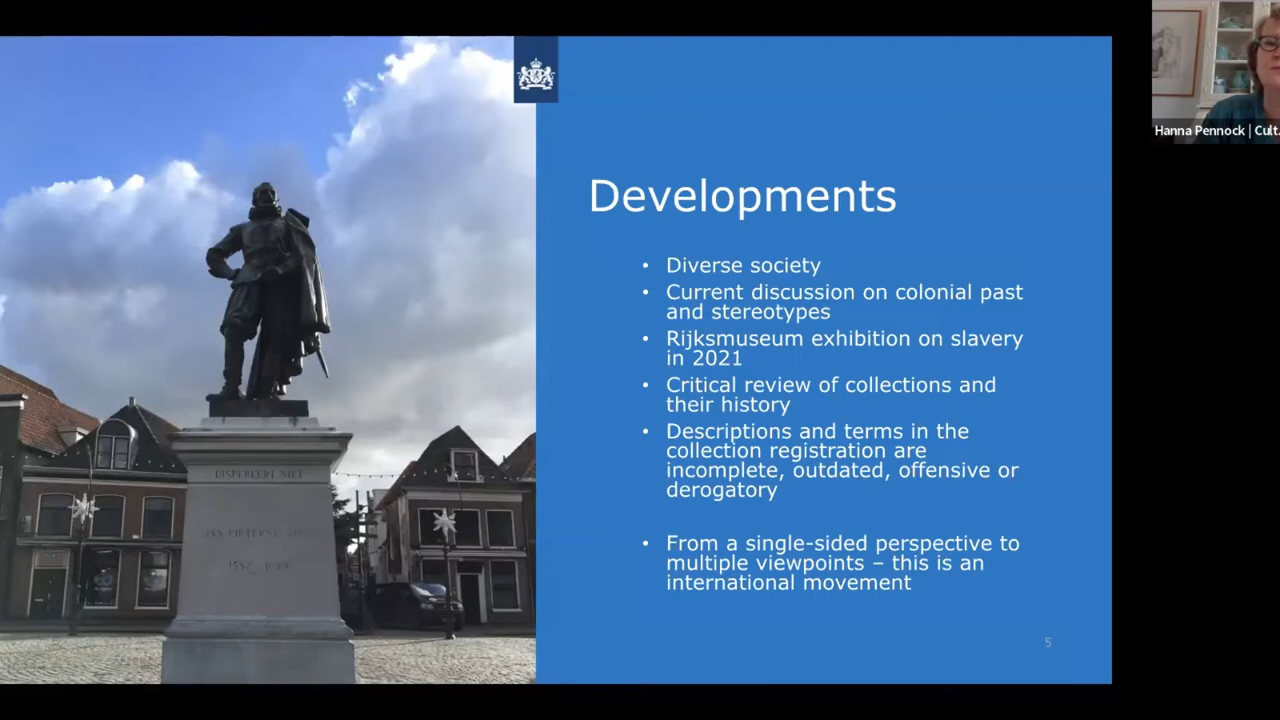 Developments
• Diverse society
• Current discussion on colonial past
and stereotypes
• Rijksmuseum exhibition on slavery
in 2021
• Critical review of collections and
their history
• Descriptions and terms in the
collection registration are
incomplete, outdated, offensive or
derogatory
• From a single-sided perspective to
multiple viewpoints – this is an
international movement
5
Hanna Pennock | Cult.
DISPEREERT NIET
JAN PIETERSZ.